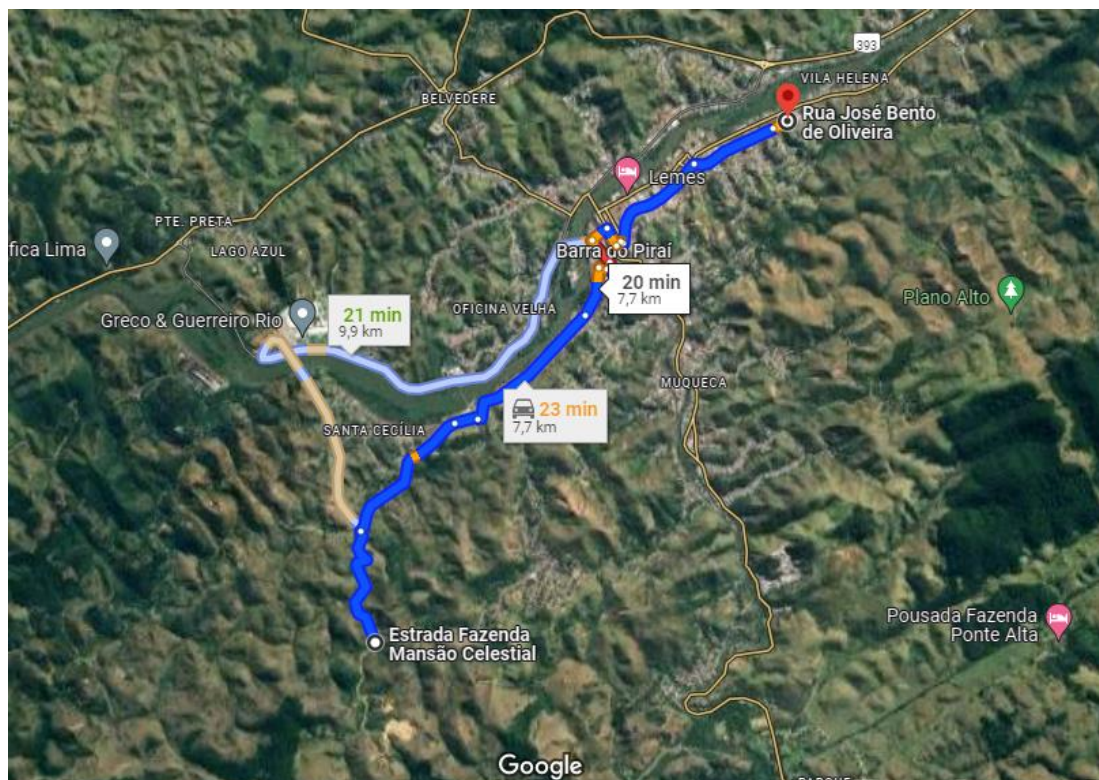 393
VILA HELENA
BELVEDERE
Rua José Bento
de Oliveira
Lemes
PTE. PRETA
fica Lima
LAGO AZUL
Barra do Piraí
20 min
7,7 km
Plano Alto
Greco & Guerreiro Rio
21 min
9,9 km
OFICINA VELHA
MUQUECA
23 min
7,7 km
SANTA CECÍLIA
Pousada Fazenda
Ponte Alta
Estrada Fazenda
Mansão Celestial
Google